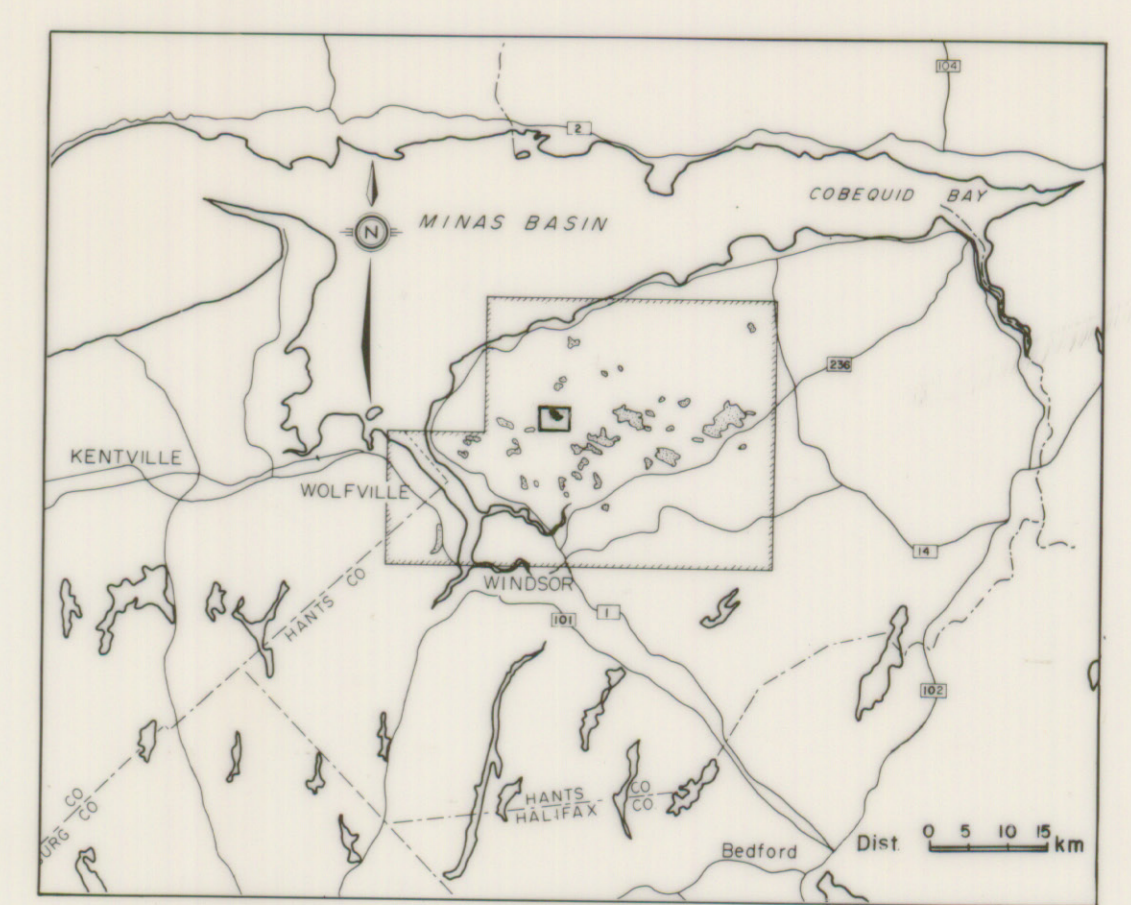 104
2
COBEQUID BAY
MINAS BASIN
N
236
KENTVILLE
WOLFVILLE
14
WINDSOR
HANTS CO
101
1
102
CO
URG CO
HANTS CO
HALIFAX CO
Bedford
Dist.
0 5 10 15 km